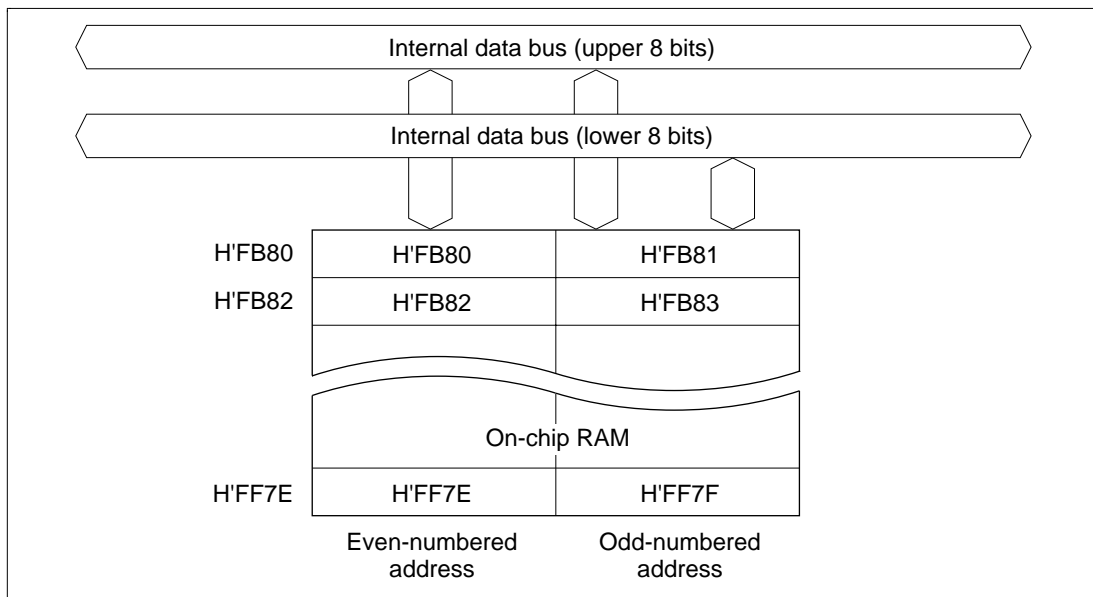 Internal data bus (upper 8 bits)
Internal data bus (lower 8 bits)
H'FB80 H'FB80 H'FB81
H'FB82 H'FB82 H'FB83
On-chip RAM
H'FF7E H'FF7E H'FF7F
Even-numbered address
Odd-numbered address